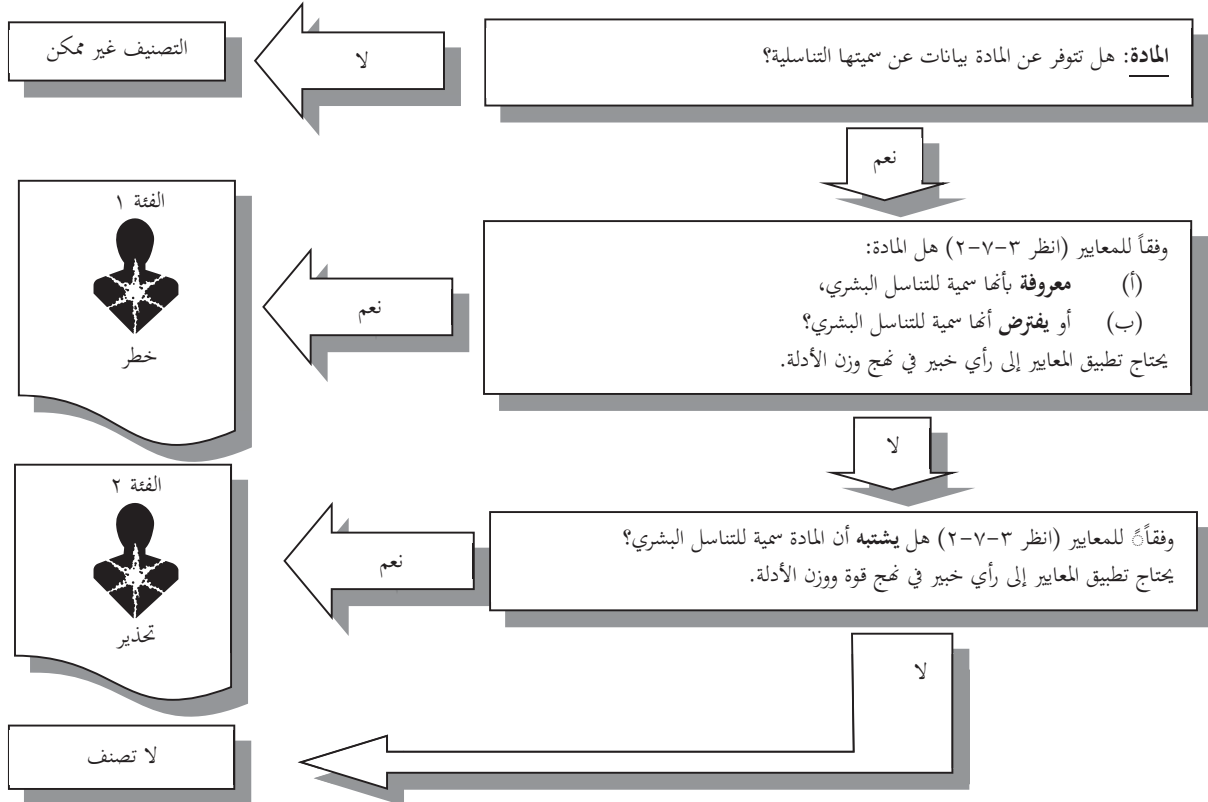 المادة: هل تتوفر عن المادة بيانات عن سميتها التناسلية؟
لا
التصنيف غير ممكن
نعم
وفقاً للمعايير (انظر ٣-٧-٢) هل المادة:
(أ) معروفة بأنها سمية للتناسل البشري،
(ب) أو يفترض أنها سمية للتناسل البشري؟
يحتاج تطبيق المعايير إلى رأي خبير في نهج وزن الأدلة.
نعم
الفئة ١
خطر
لا
وفقاًً للمعايير (انظر ٣-٧-٢) هل يشتبه أن المادة سمية للتناسل البشري؟
يحتاج تطبيق المعايير إلى رأي خبير في نهج قوة ووزن الأدلة.
نعم
الفئة ٢
تحذير
لا
لا تصنف